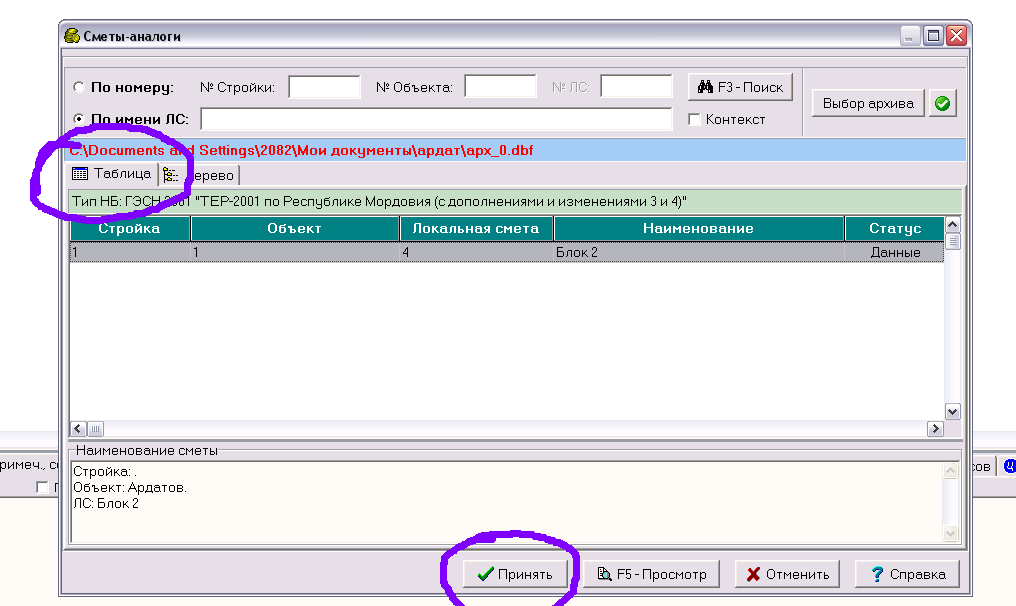 Сметы-аналоги
По номеру: № Стройки: № Объекта: № ЛС: F3 - Поиск
Выбор архива
По имени ЛС: Контекст
C:\Documents and Settings\2082\Мои документы\ардат\арх_0.dbf
Таблица
Тип НБ: ГЭСН 2001 "ТЕР-2001 по Республике Мордовия (с дополнениями и изменениями 3 и 4)"
Стройка Объект Локальная смета Наименование Статус
1 1 4 Блок 2 Данные
Наименование сметы
Стройка: .
Объект: Ардатов.
ЛС: Блок 2
Принять F5 - Просмотр Отменить ? Справка